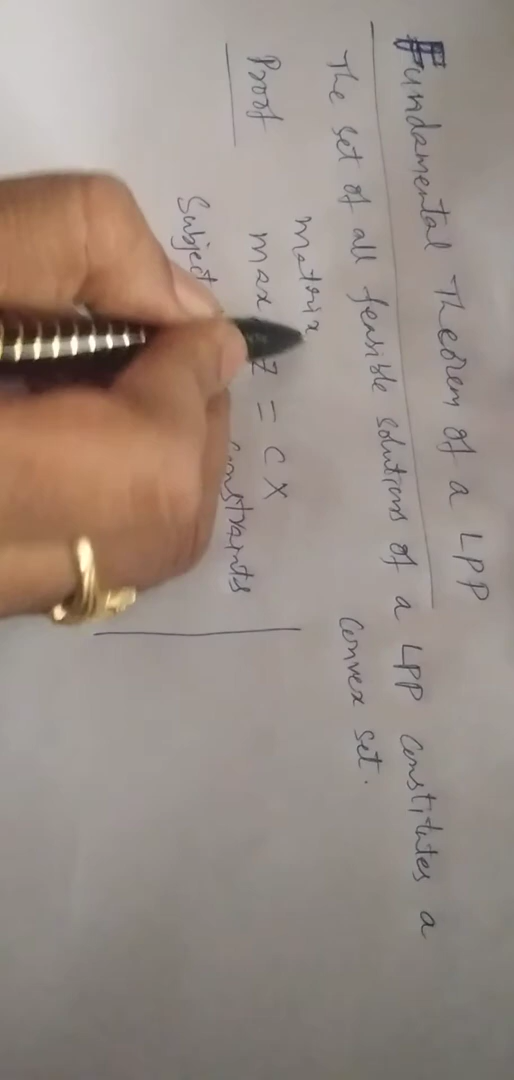 Fundamental Theorem of a LPP
The set of all feasible solutions of a LPP constitutes a
convex set.
Proof
Matrix
Max Z = CX
Subject constraints